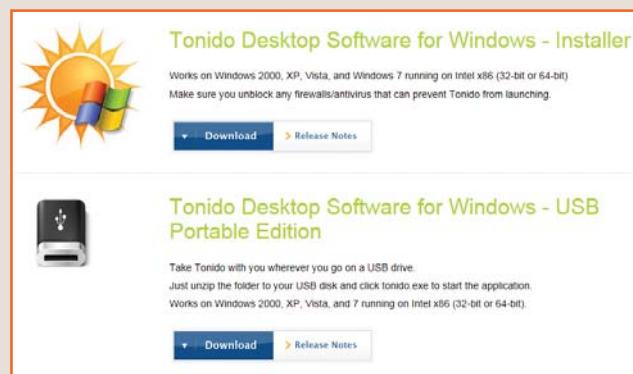 Tonido Desktop Software for Windows - Installer
Works on Windows 2000, XP, Vista, and Windows 7 running on Intel x86 (32-bit or 64-bit)
Make sure you unblock any firewalls/antivirus that can prevent Tonido from launching.
Download
Release Notes
Tonido Desktop Software for Windows - USB
Portable Edition
Take Tonido with you wherever you go on a USB drive.
Just unzip the folder to your USB disk and click tonido.exe to start the application.
Works on Windows 2000, XP, Vista, and 7 running on Intel x86 (32-bit or 64-bit).
Download
Release Notes